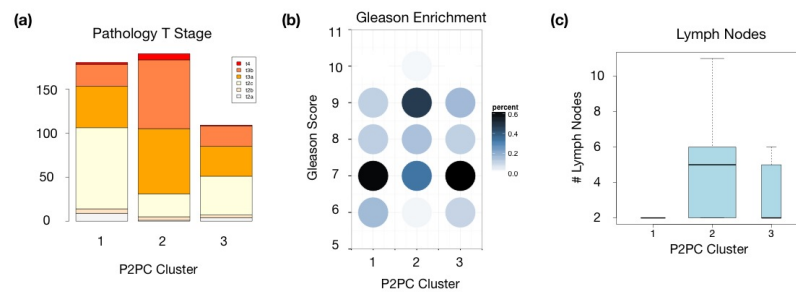 (a)
Pathology T Stage
t4
t3b
t3a
t2c
t2b
t2a
150
100
50
0
1 2 3
P2PC Cluster
(b)
Gleason Enrichment
Gleason Score
11
10
9
8
7
6
5
1 2 3
P2PC Cluster
percent
0.6
0.4
0.2
0.0
(c)
Lymph Nodes
# Lymph Nodes
10
8
6
4
2
1 2 3
P2PC Cluster